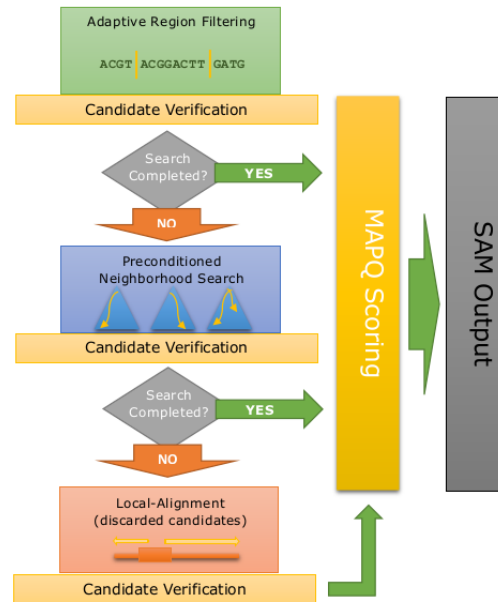 Adaptive Region Filtering
ACGT ACGGACTT GATG
Candidate Verification
Search
Completed?
YES
NO
Preconditioned
Neighborhood Search
Candidate Verification
Search
Completed?
YES
NO
Local-Alignment
(discarded candidates)
Candidate Verification
MAPQ Scoring
SAM Output